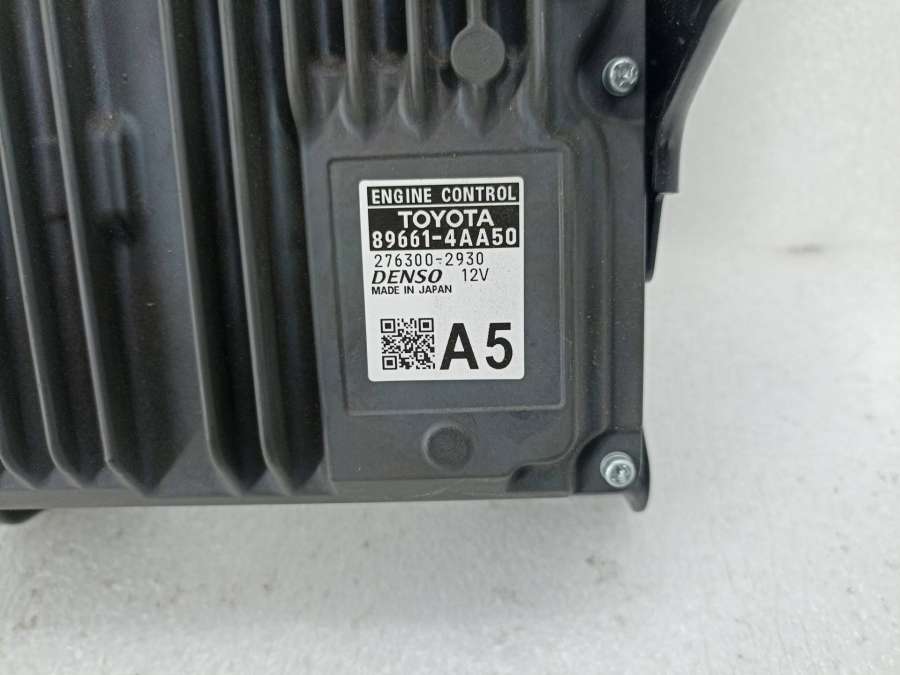 ENGINE CONTROL
TOYOTA
89661-4AA50
276300-2930
DENSO 12V
MADE IN JAPAN
A5